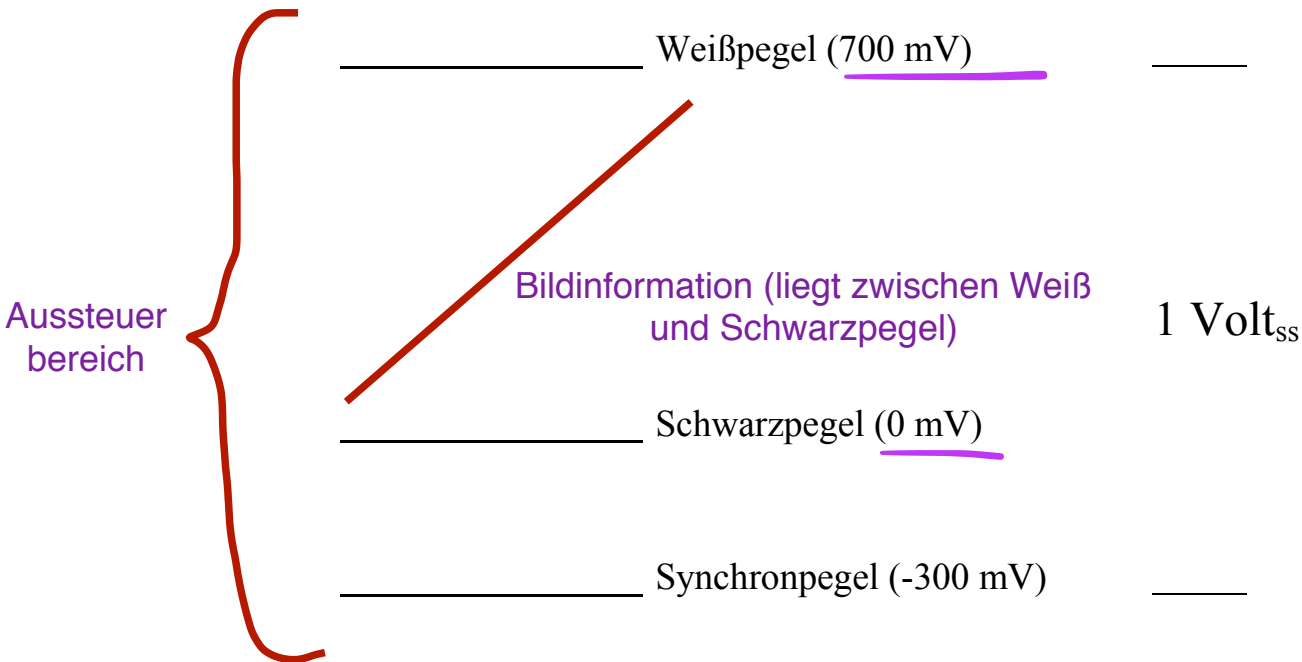 Weißpegel (700 mV)
Bildinformation (liegt zwischen Weiß
und Schwarzpegel)
Aussteuer
bereich
1 Voltss
Schwarzpegel (0 mV)
Synchronpegel (-300 mV)